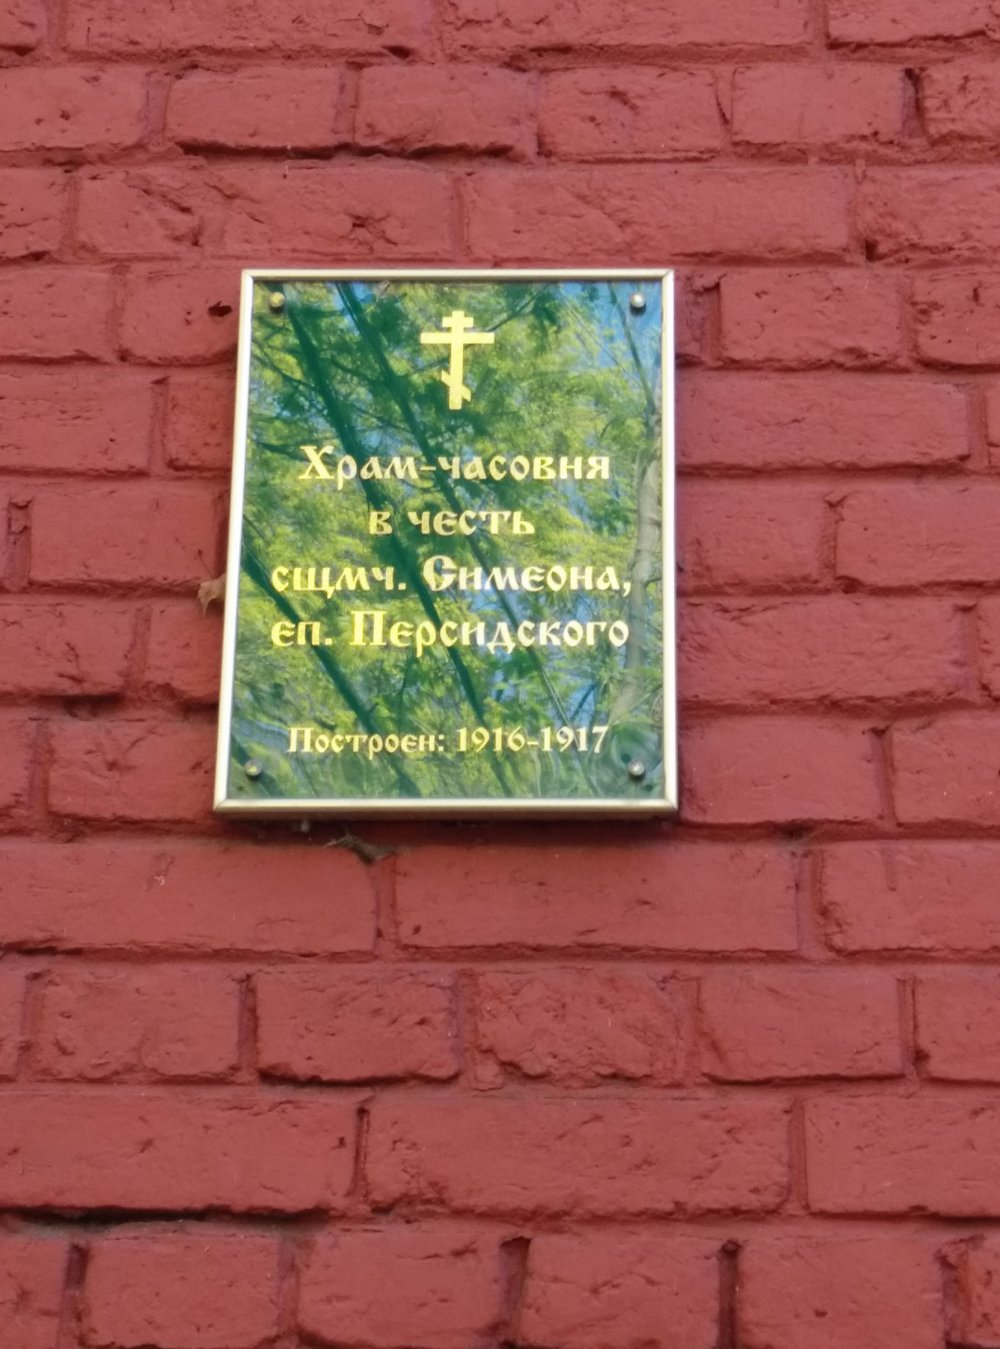 Храм-часовня
в честь
сщмч. Симеона,
еп. Персидского
Построен: 1916-1917